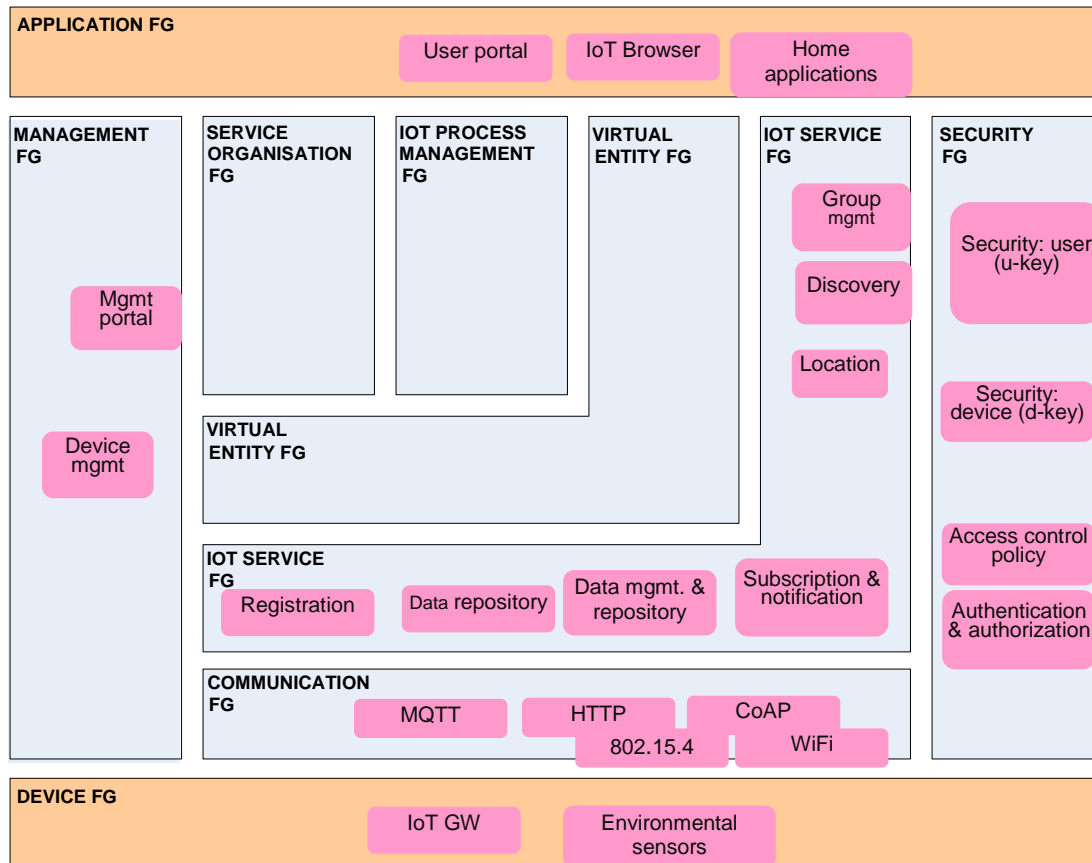 APPLICATION FG
User portal
IoT Browser
Home
applications
MANAGEMENT
FG
Mgmt
portal
Device
mgmt
SERVICE
ORGANISATION
FG
IOT PROCESS
MANAGEMENT
FG
VIRTUAL
ENTITY FG
VIRTUAL
ENTITY FG
IOT SERVICE
FG
Group
mgmt
Discovery
Location
IOT SERVICE
FG
Registration
Data repository
Data mgmt. &
repository
Subscription &
notification
COMMUNICATION
FG
MQTT
HTTP
CoAP
802.15.4
WiFi
SECURITY
FG
Security: user
(u-key)
Security:
device (d-key)
Access control
policy
Authentication
& authorization
DEVICE FG
IoT GW
Environmental
sensors